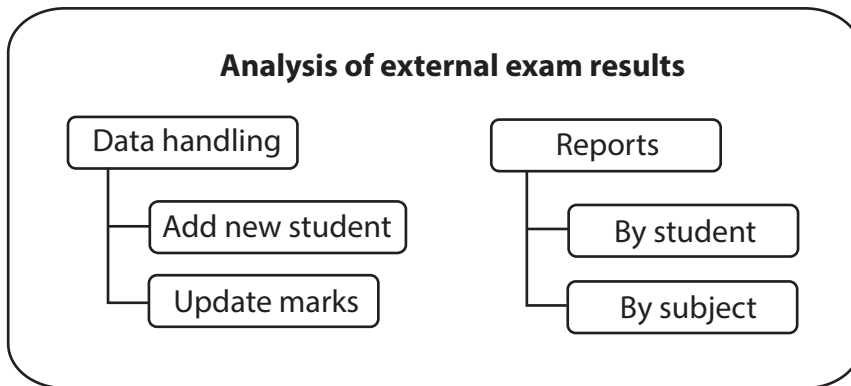 Analysis of external exam results
Data handling
Add new student
Update marks
Reports
By student
By subject